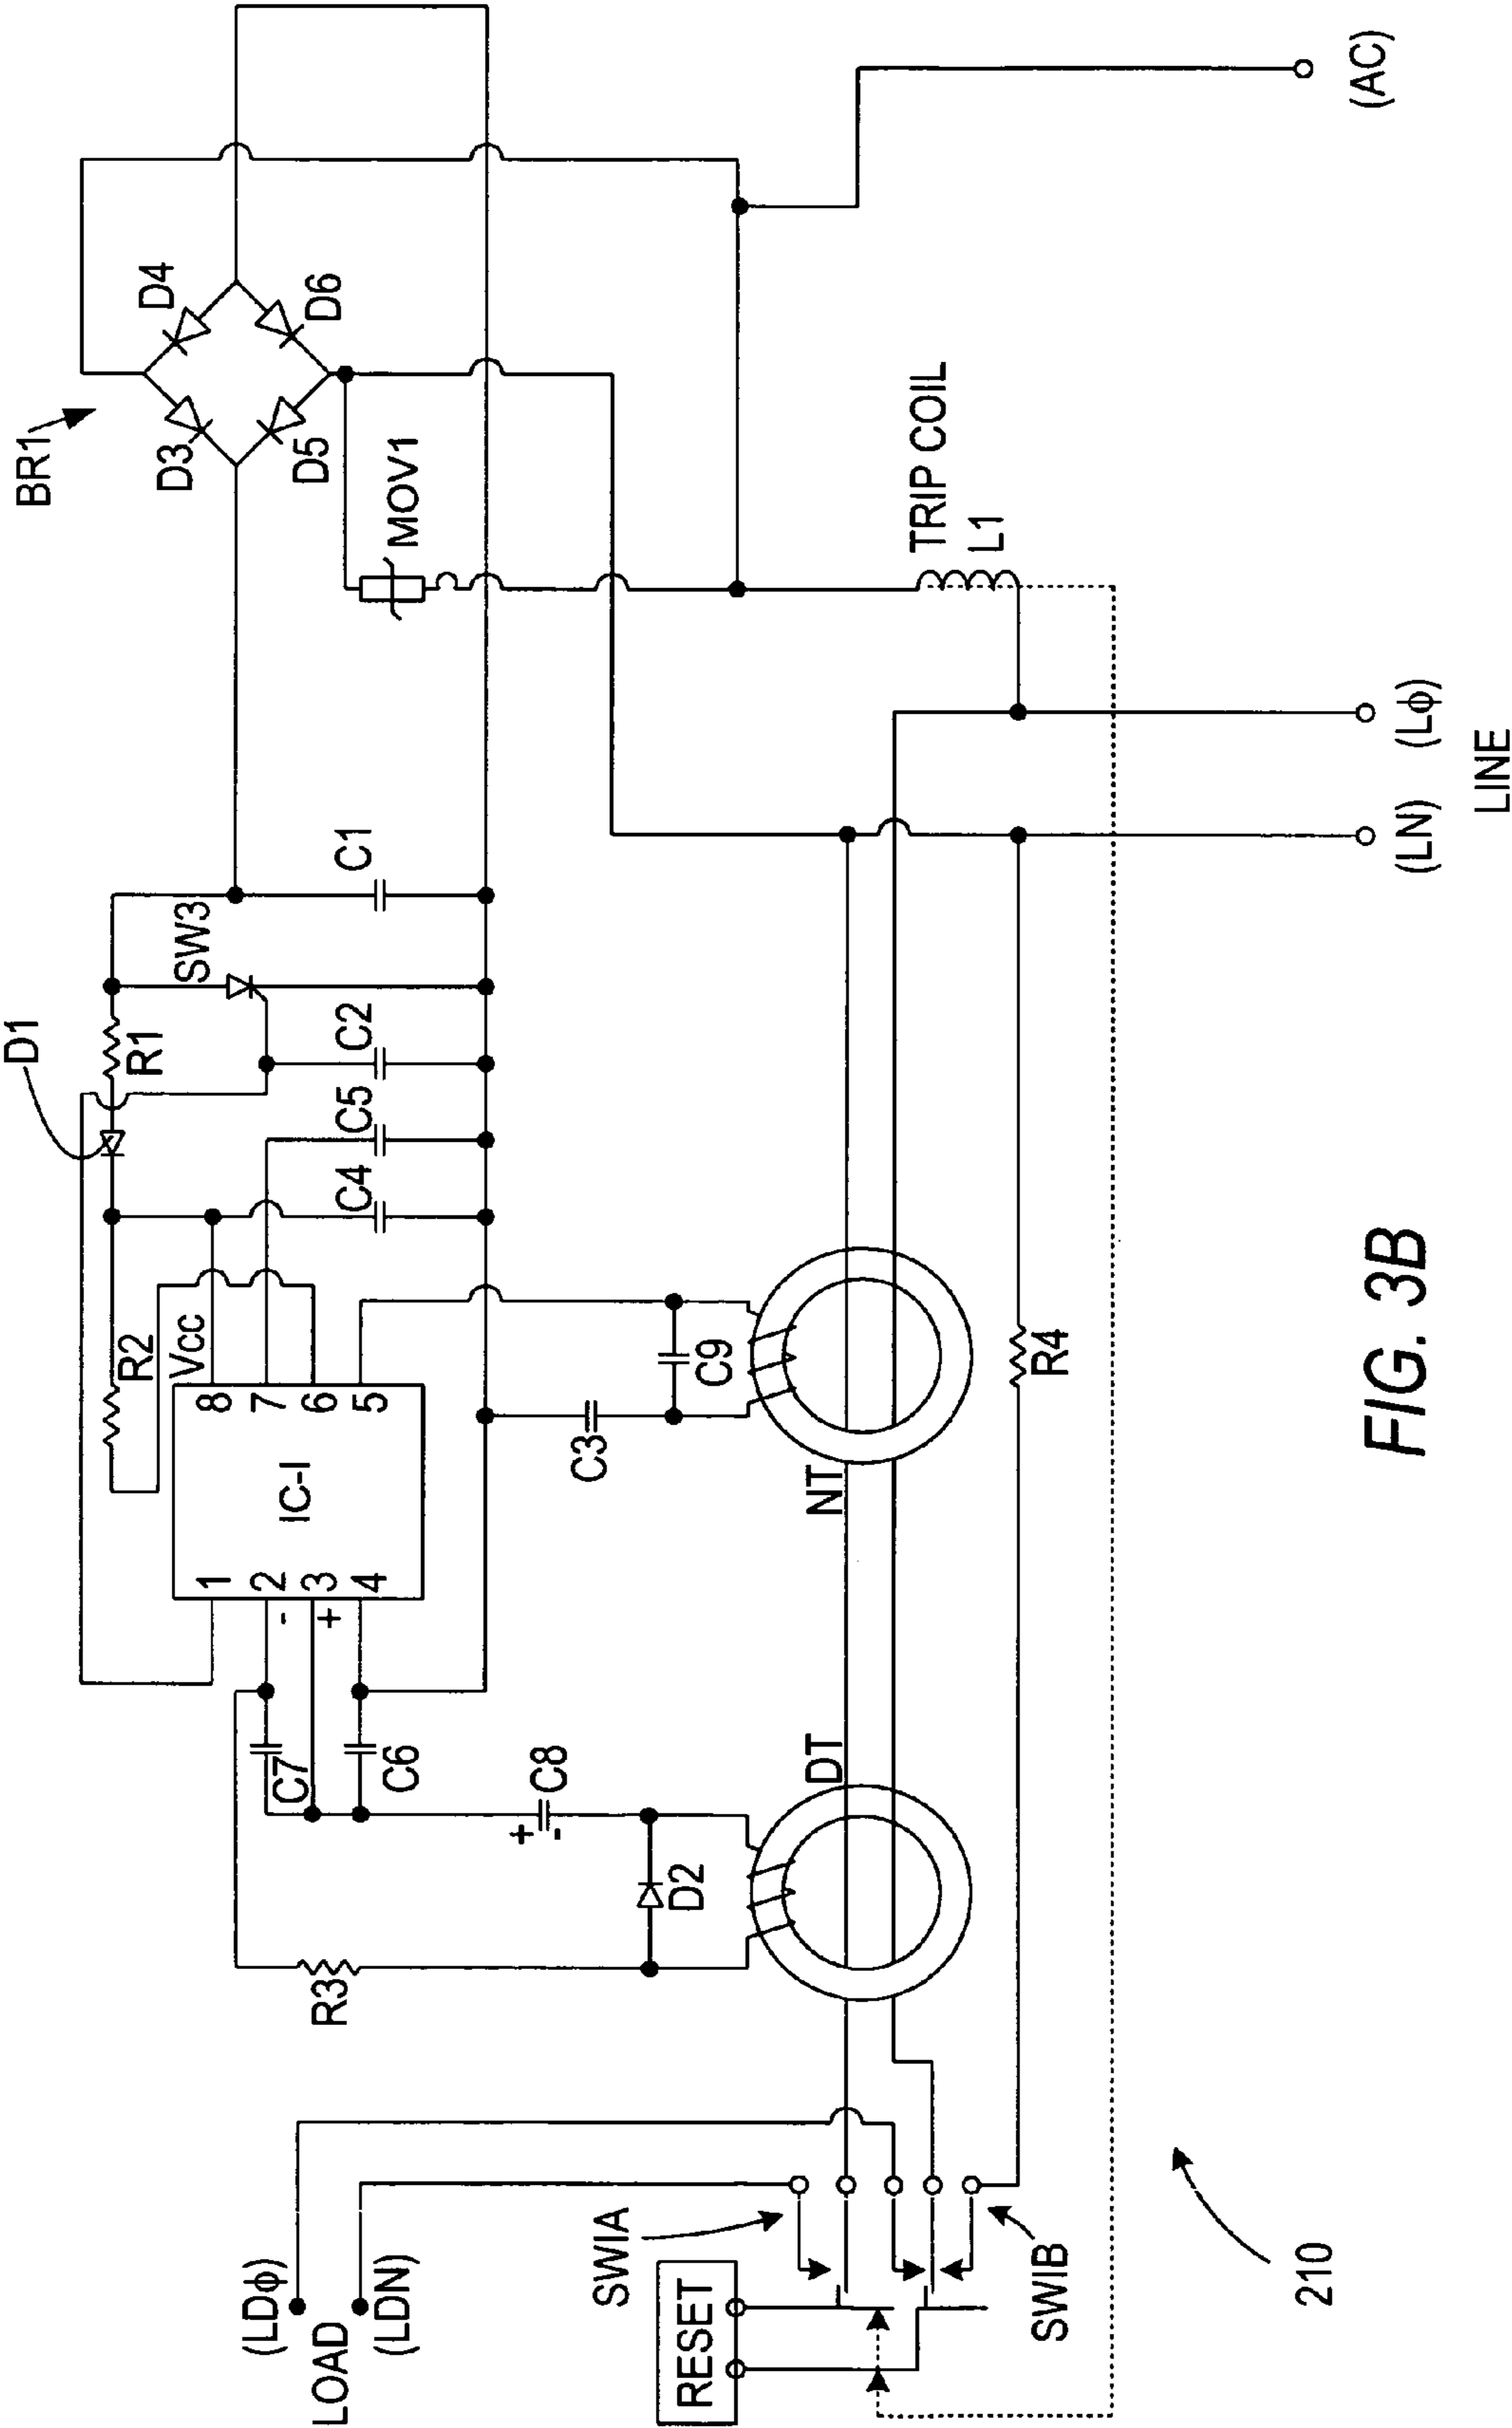 BR1
D4
D3
D6
D5
MOV1
(AC)
TRIP COIL
L1
D1
SW3
R1
C1
C2
C5
C4
R2
Vcc
8
7
6
5
IC-I
1
2
3
4
-
+
C3
C9
C7
C6
C8
+
-
R3
D2
NT
DT
R4
(LN)
(Lϕ)
LINE
(LDϕ)
LOAD
(LDN)
SWIA
RESET
SWIB
210
FIG. 3B